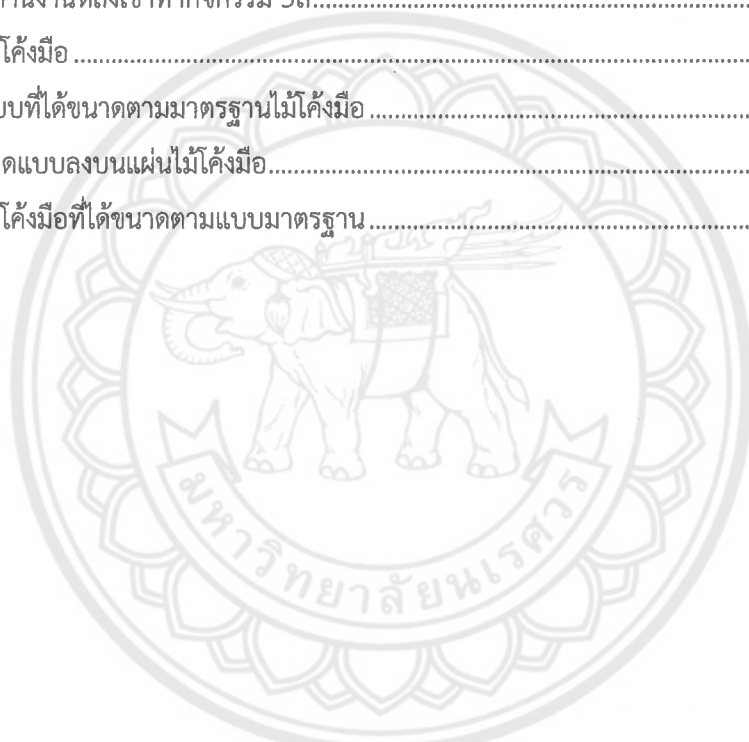 โค้งมือ
บบที่ได้ขนาดตามมาตรฐานไม้โค้งมือ
ดแบบลงบนแผ่นไม้โค้งมือ
โค้งมือที่ได้ขนาดตามแบบมาตรฐาน
มหาวิทยาลัยนเรศวร